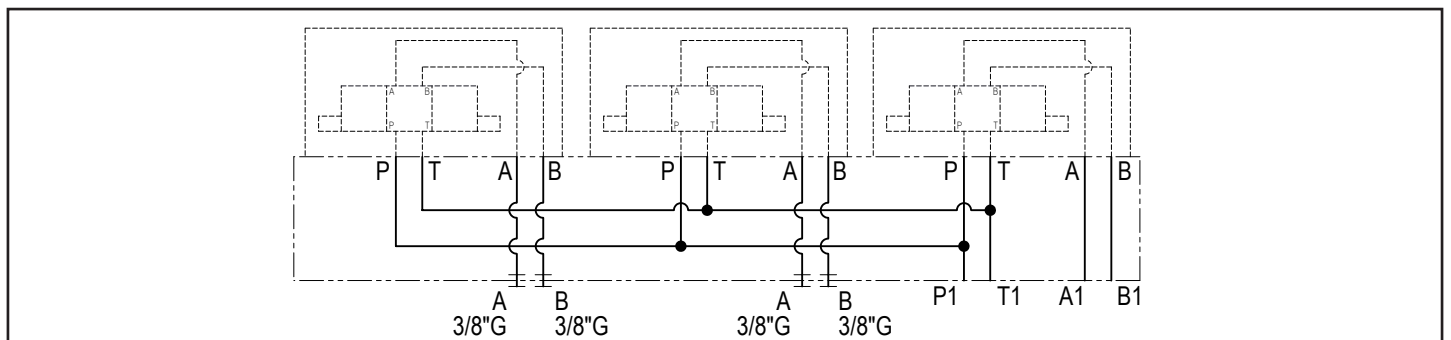 A B A B A B
P T P T P T
P T A B P T A B P T A B
A B A B P1 T1 A1 B1
3/8"G 3/8"G 3/8"G 3/8"G